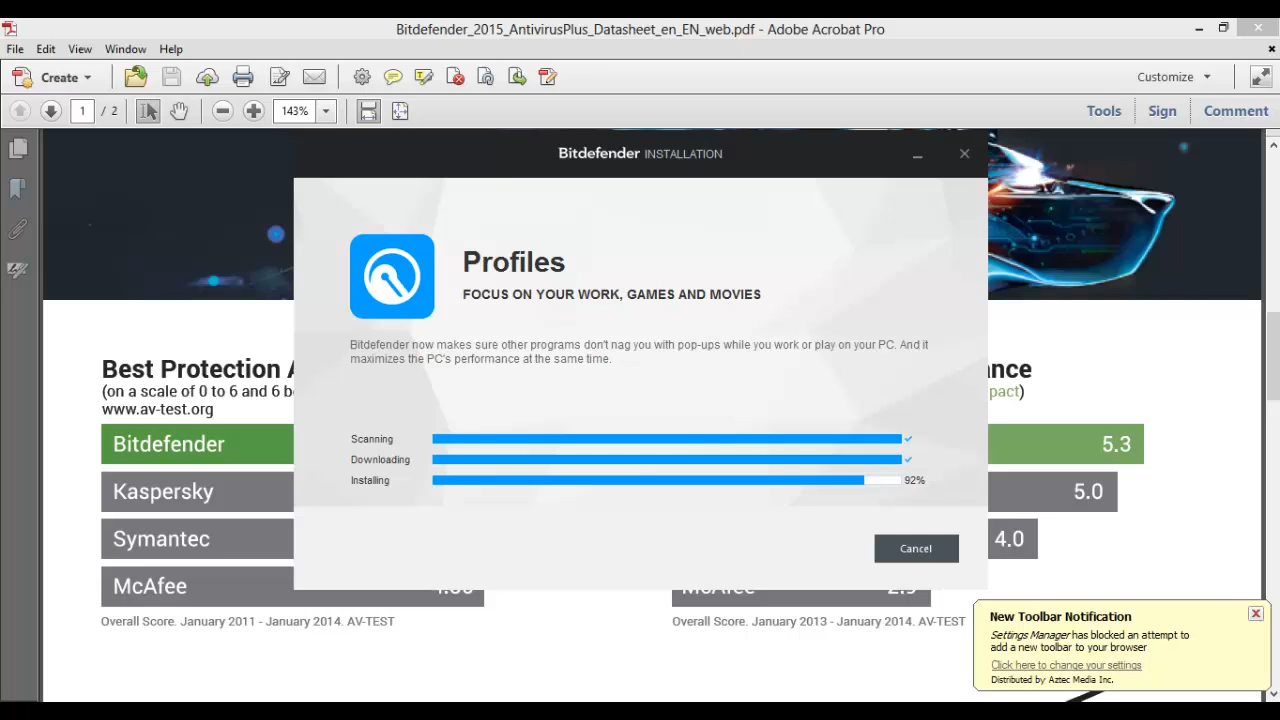 Bitdefender_2015_AntivirusPlus_Datasheet_en_EN_web.pdf - Adobe Acrobat Pro
File Edit View Window Help
Create Customize
1 / 2 143% Tools Sign Comment
Bitdefender INSTALLATION
Profiles
FOCUS ON YOUR WORK, GAMES AND MOVIES
Bitdefender now makes sure other programs don't nag you with pop-ups while you work or play on your PC. And it
maximizes the PC's performance at the same time.
Scanning
Downloading
Installing 92%
Cancel
Best Protection
(on a scale of 0 to 6 and 6 b
www.av-test.org
Bitdefender
Kaspersky
Symantec
McAfee
Overall Score. January 2011 - January 2014. AV-TEST
nce
pact)
5.3
5.0
4.0
McAfee
Overall Score. January 2013 - January 2014. AV-TEST
New Toolbar Notification
Settings Manager has blocked an attempt to
add a new toolbar to your browser
Click here to change your settings
Distributed by Aztec Media Inc.